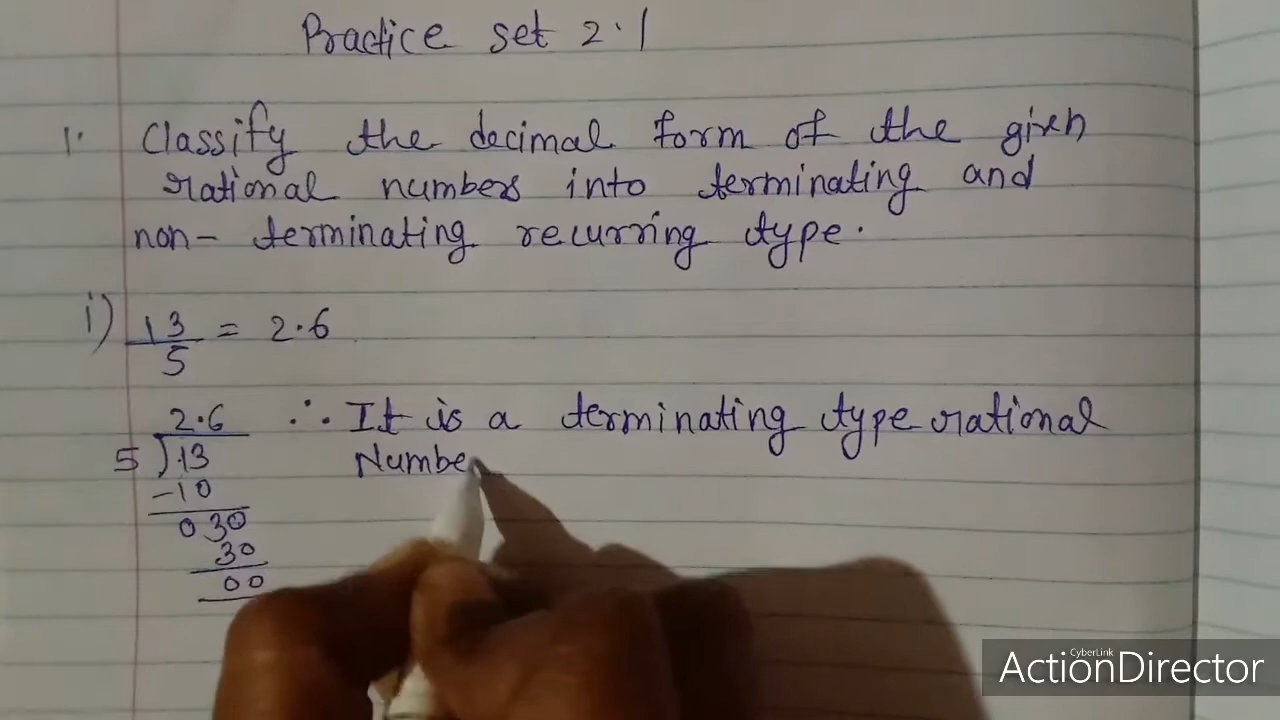 Practice set 2.1
1. Classify the decimal form of the given
rational numbers into terminating and
non- terminating recurring type.
i) 13/5 = 2.6
2.6 ∴ It is a terminating type rational
5)13 Numbe
-10
030
30
00
CyberLink
ActionDirector